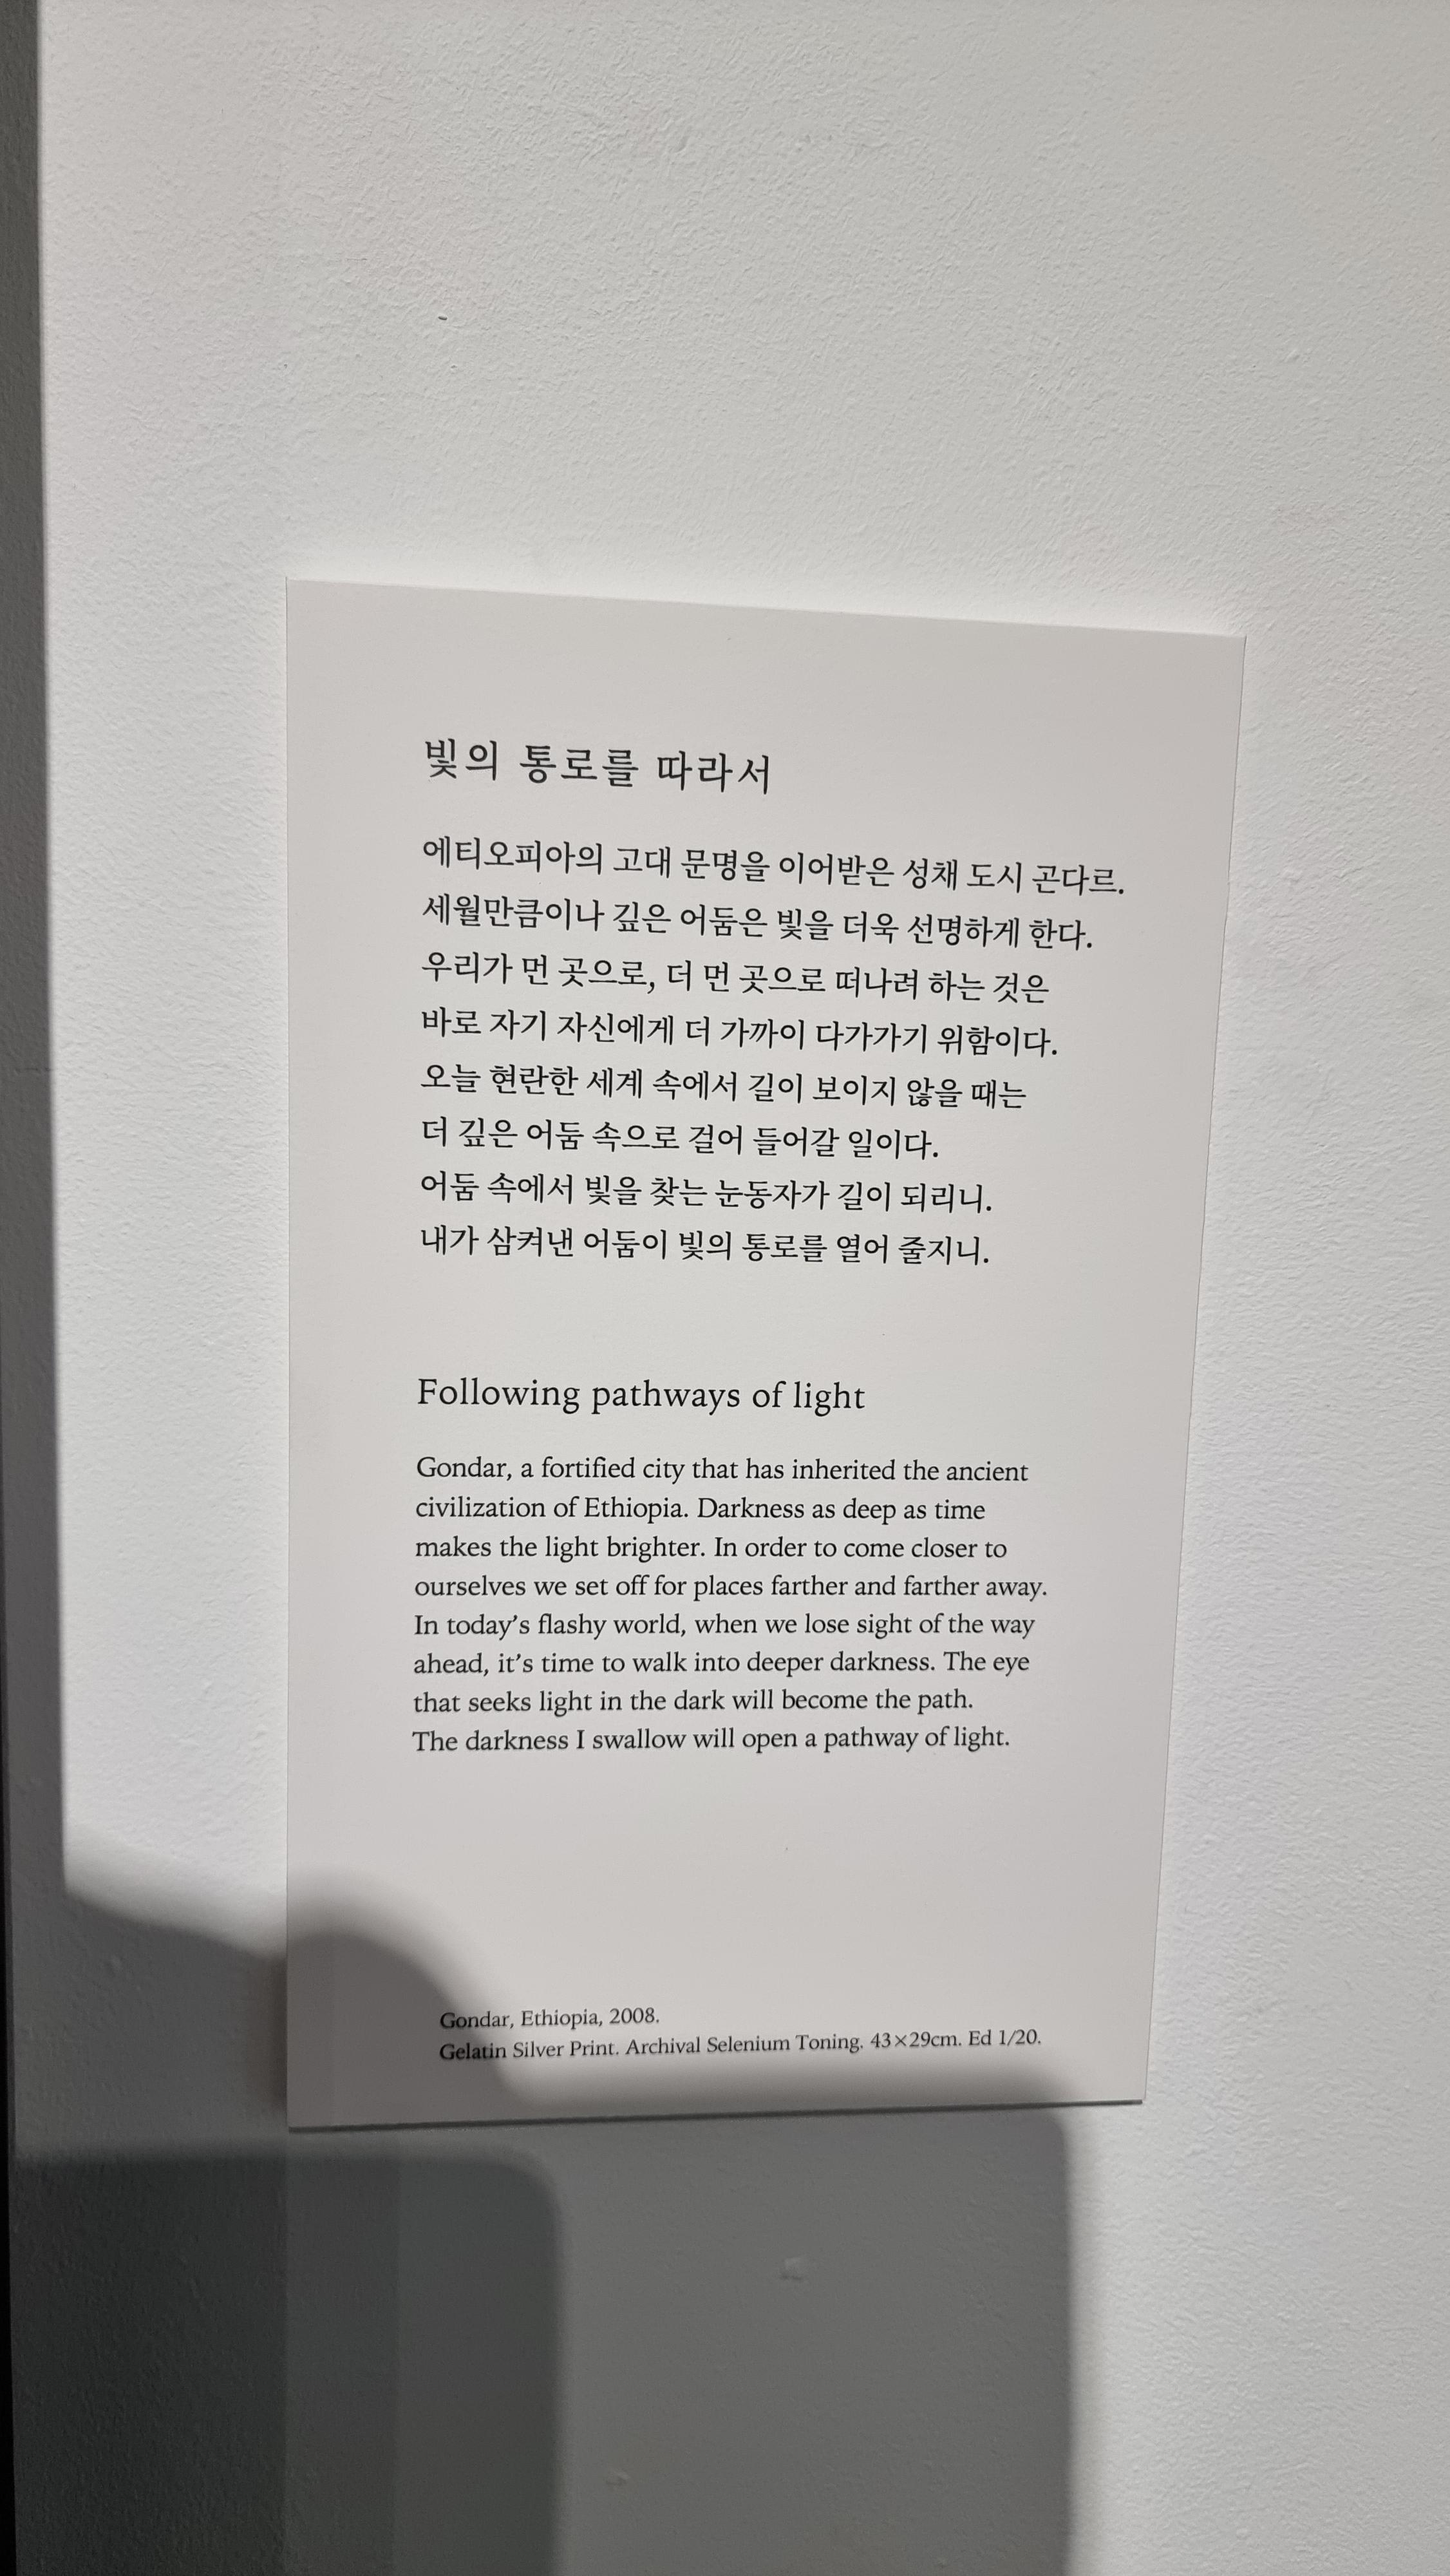 빛의 통로를 따라서
에티오피아의 고대 문명을 이어받은 성채 도시 곤다르.
세월만큼이나 깊은 어둠은 빛을 더욱 선명하게 한다.
우리가 먼 곳으로, 더 먼 곳으로 떠나려 하는 것은
바로 자기 자신에게 더 가까이 다가가기 위함이다.
오늘 현란한 세계 속에서 길이 보이지 않을 때는
더 깊은 어둠 속으로 걸어 들어갈 일이다.
어둠 속에서 빛을 찾는 눈동자가 길이 되리니.
내가 삼켜낸 어둠이 빛의 통로를 열어 줄지니.
Following pathways of light
Gondar, a fortified city that has inherited the ancient
civilization of Ethiopia. Darkness as deep as time
makes the light brighter. In order to come closer to
ourselves we set off for places farther and farther away.
In today's flashy world, when we lose sight of the way
ahead, it's time to walk into deeper darkness. The eye
that seeks light in the dark will become the path.
The darkness I swallow will open a pathway of light.
Gondar, Ethiopia, 2008.
Gelatin Silver Print. Archival Selenium Toning. 43×29cm. Ed 1/20.